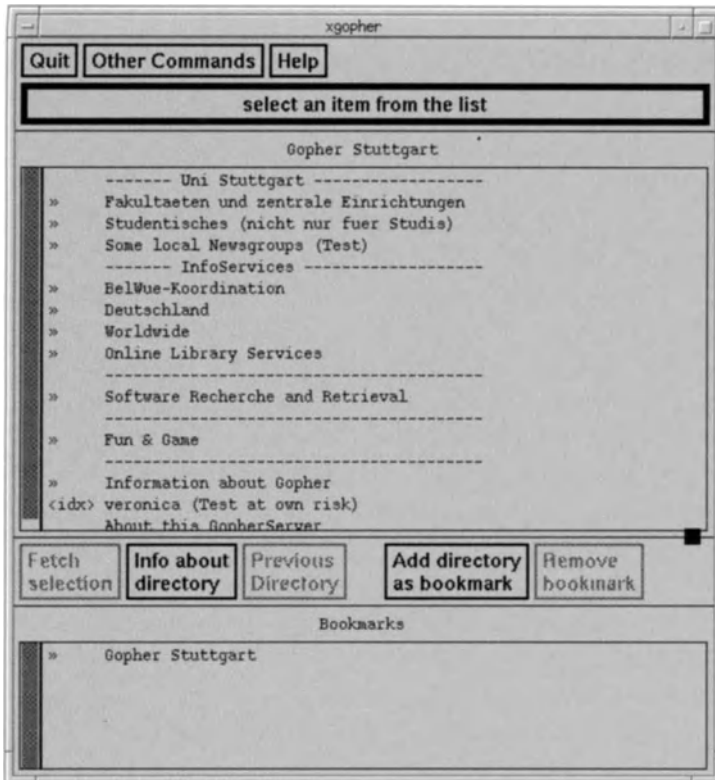 xgopher
Quit Other Commands Help
select an item from the list
Gopher Stuttgart
------- Uni Stuttgart ------------------
» Fakultaeten und zentrale Einrichtungen
» Studentisches (nicht nur fuer Studis)
» Some local Newsgroups (Test)
------- InfoServices -------------------
» BelWue-Koordination
» Deutschland
» Worldwide
» Online Library Services
----------------------------------------
» Software Recherche and Retrieval
----------------------------------------
» Fun & Game
----------------------------------------
» Information about Gopher
<idx> veronica (Test at own risk)
About this GopherServer
Fetch selection
Info about directory
Previous Directory
Add directory as bookmark
Remove bookmark
Bookmarks
» Gopher Stuttgart